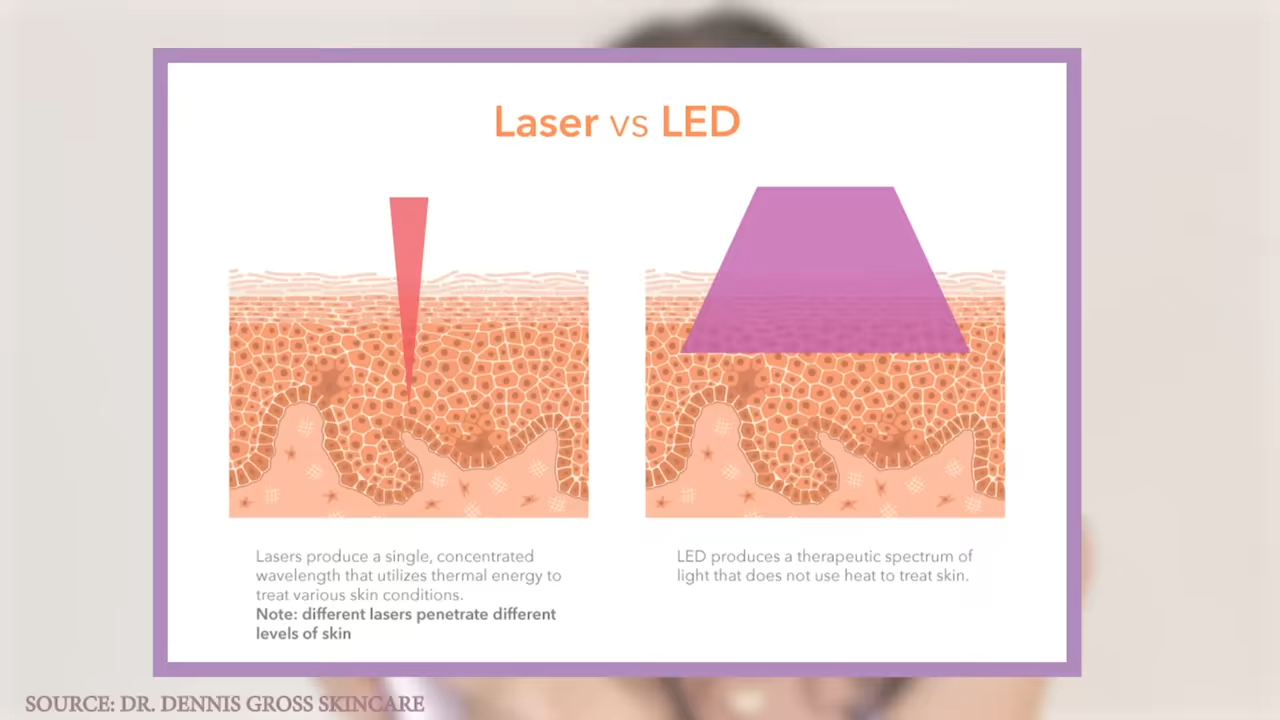 Laser vs LED
Lasers produce a single, concentrated
wavelength that utilizes thermal energy to
treat various skin conditions.
Note: different lasers penetrate different
levels of skin
LED produces a therapeutic spectrum of
light that does not use heat to treat skin.
SOURCE: DR. DENNIS GROSS SKINCARE